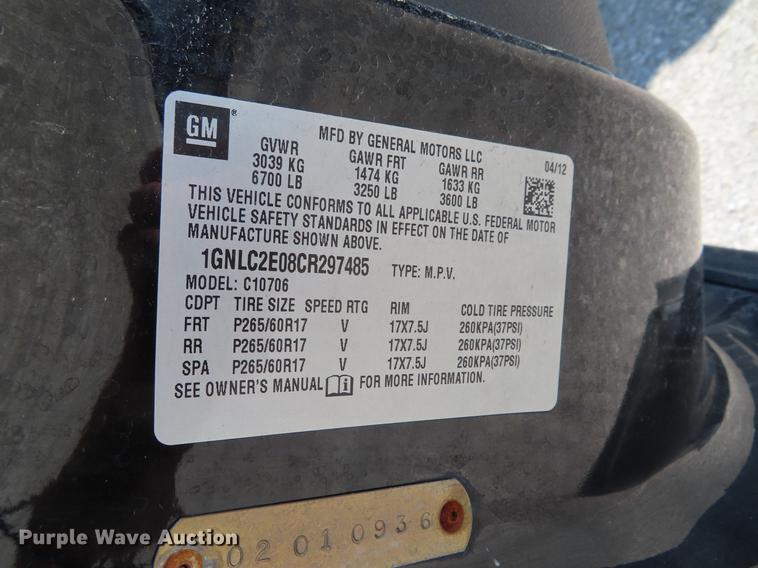 GM ®
MFD BY GENERAL MOTORS LLC
04/12
GVWR GAWR FRT GAWR RR
3039 KG 1474 KG 1633 KG
6700 LB 3250 LB 3600 LB
THIS VEHICLE CONFORMS TO ALL APPLICABLE U.S. FEDERAL MOTOR
VEHICLE SAFETY STANDARDS IN EFFECT ON THE DATE OF
MANUFACTURE SHOWN ABOVE.
1GNLC2E08CR297485 TYPE: M.P.V.
MODEL: C10706
CDPT TIRE SIZE SPEED RTG RIM COLD TIRE PRESSURE
FRT P265/60R17 V 17X7.5J 260KPA(37PSI)
RR P265/60R17 V 17X7.5J 260KPA(37PSI)
SPA P265/60R17 V 17X7.5J 260KPA(37PSI)
SEE OWNER'S MANUAL FOR MORE INFORMATION.
02 010936
Purple Wave Auction